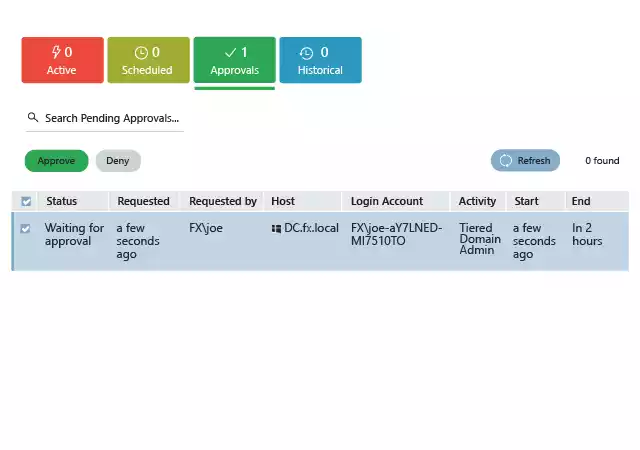 0
Active
0
Scheduled
1
Approvals
0
Historical
Search Pending Approvals...
Approve
Deny
Refresh
0 found
Status
Requested
Requested by
Host
Login Account
Activity
Start
End
Waiting for
approval
a few
seconds
ago
FX\joe
DC.fx.local
FX\joe-aY7LNED-
MI7510TO
Tiered
Domain
Admin
a few
seconds
ago
In 2
hours